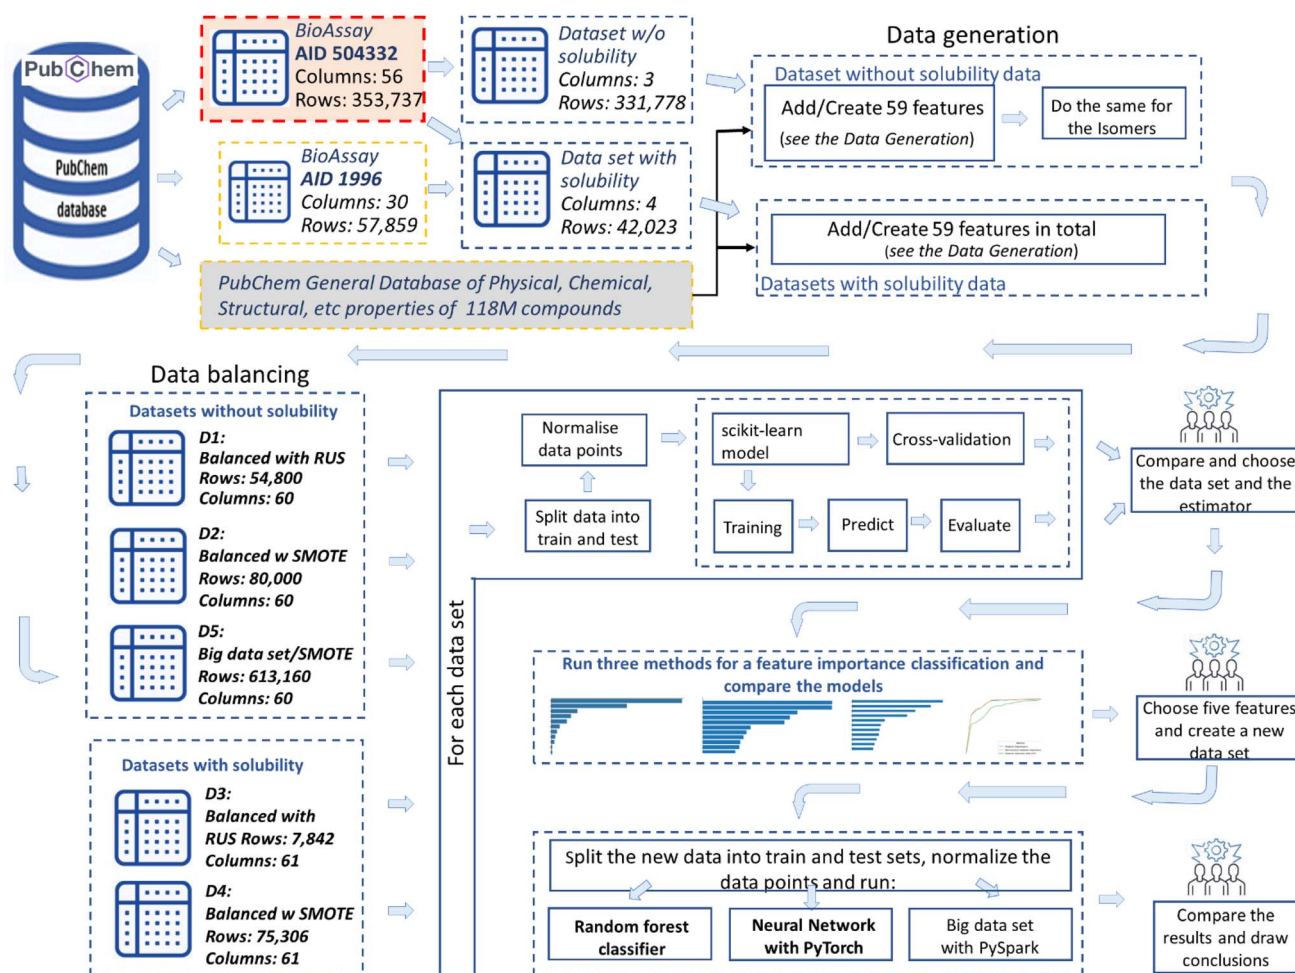 PubChem
PubChem
database
BioAssay
AID 504332
Columns: 56
Rows: 353,737
Dataset w/o
solubility
Columns: 3
Rows: 331,778
BioAssay
AID 1996
Columns: 30
Rows: 57,859
Data set with
solubility
Columns: 4
Rows: 42,023
PubChem General Database of Physical, Chemical,
Structural, etc properties of 118M compounds
Data generation
Dataset without solubility data
Add/Create 59 features
(see the Data Generation)
Do the same for
the Isomers
Add/Create 59 features in total
(see the Data Generation)
Datasets with solubility data
Data balancing
Datasets without solubility
D1:
Balanced with RUS
Rows: 54,800
Columns: 60
D2:
Balanced w SMOTE
Rows: 80,000
Columns: 60
D5:
Big data set/SMOTE
Rows: 613,160
Columns: 60
Datasets with solubility
D3:
Balanced with
RUS Rows: 7,842
Columns: 61
D4:
Balanced w SMOTE
Rows: 75,306
Columns: 61
For each data set
Normalise
data points
Split data into
train and test
scikit-learn
model
Cross-validation
Training
Predict
Evaluate
Compare and choose
the data set and the
estimator
Run three methods for a feature importance classification and
compare the models
Choose five features
and create a new
data set
Split the new data into train and test sets, normalize the
data points and run:
Random forest
classifier
Neural Network
with PyTorch
Big data set
with PySpark
Compare the
results and draw
conclusions